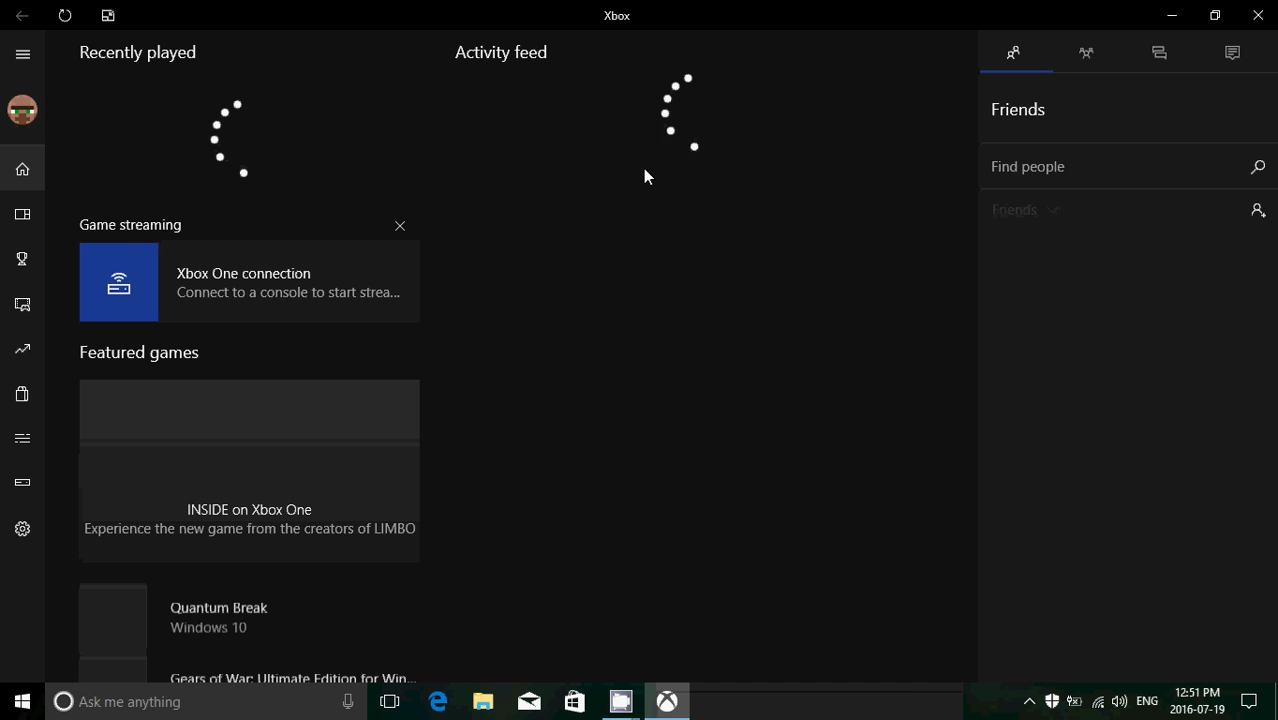 Xbox
Recently played
Activity feed
Friends
Find people
Friends
Game streaming
Xbox One connection
Connect to a console to start strea...
Featured games
INSIDE on Xbox One
Experience the new game from the creators of LIMBO
Quantum Break
Windows 10
Gears of War: Ultimate Edition for Win...
Ask me anything
ENG
12:51 PM
2016-07-19